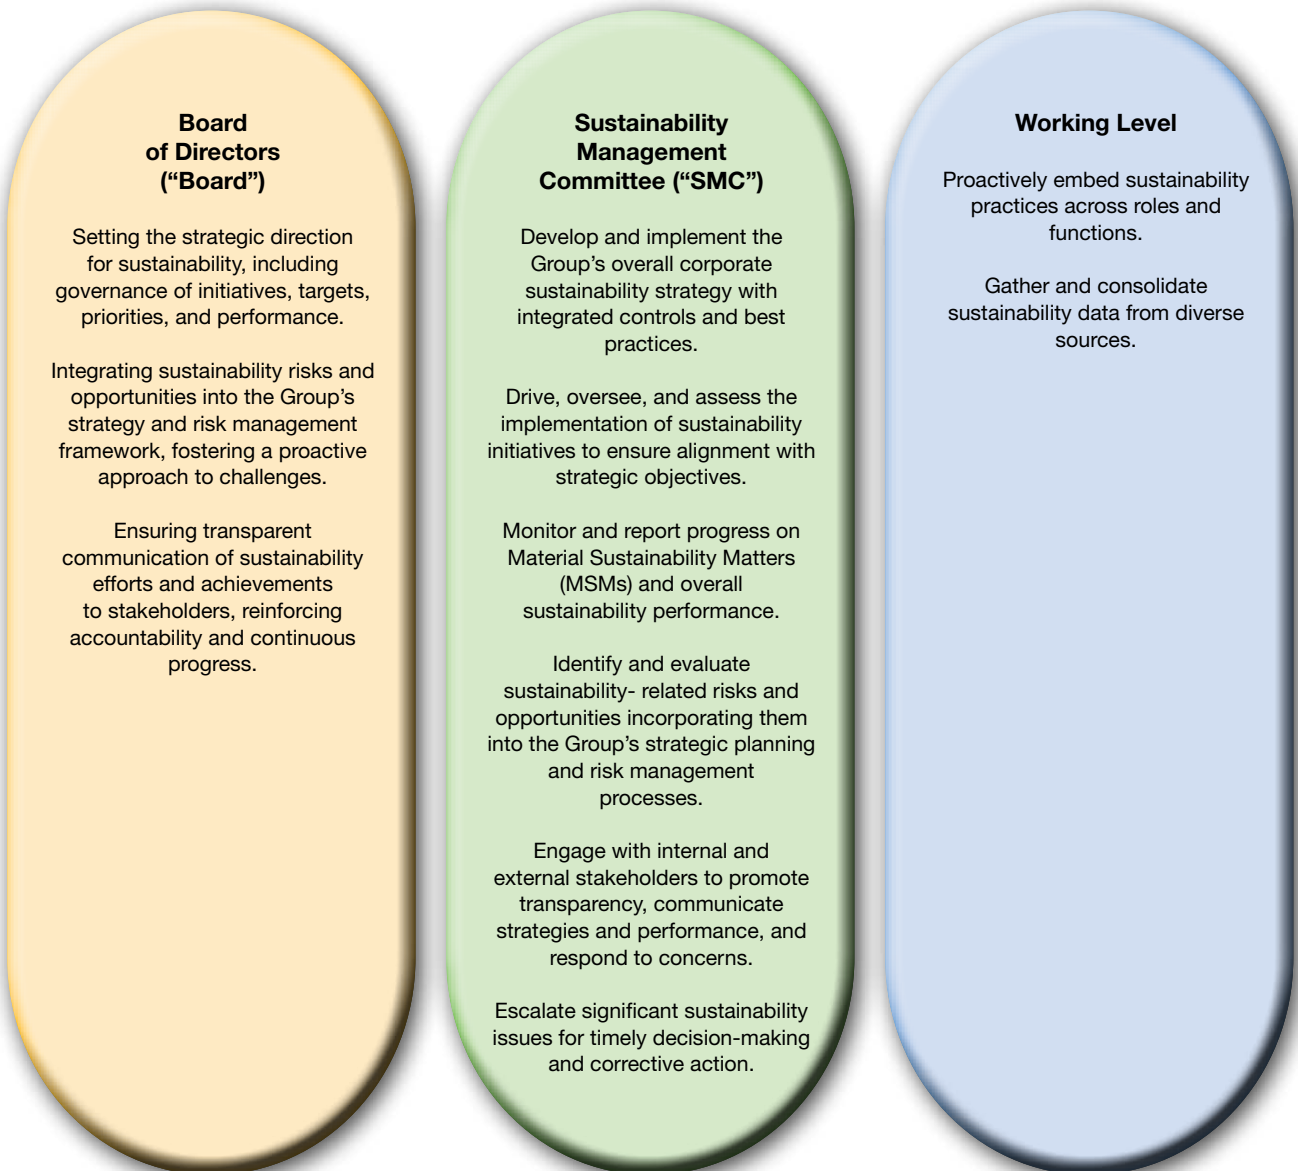 Board
of Directors
(“Board”)
Setting the strategic direction
for sustainability, including
governance of initiatives, targets,
priorities, and performance.
Integrating sustainability risks and
opportunities into the Group’s
strategy and risk management
framework, fostering a proactive
approach to challenges.
Ensuring transparent
communication of sustainability
efforts and achievements
to stakeholders, reinforcing
accountability and continuous
progress.
Sustainability
Management
Committee (“SMC”)
Develop and implement the
Group’s overall corporate
sustainability strategy with
integrated controls and best
practices.
Drive, oversee, and assess the
implementation of sustainability
initiatives to ensure alignment with
strategic objectives.
Monitor and report progress on
Material Sustainability Matters
(MSMs) and overall
sustainability performance.
Identify and evaluate
sustainability- related risks and
opportunities incorporating them
into the Group’s strategic planning
and risk management
processes.
Engage with internal and
external stakeholders to promote
transparency, communicate
strategies and performance, and
respond to concerns.
Escalate significant sustainability
issues for timely decision-making
and corrective action.
Working Level
Proactively embed sustainability
practices across roles and
functions.
Gather and consolidate
sustainability data from diverse
sources.